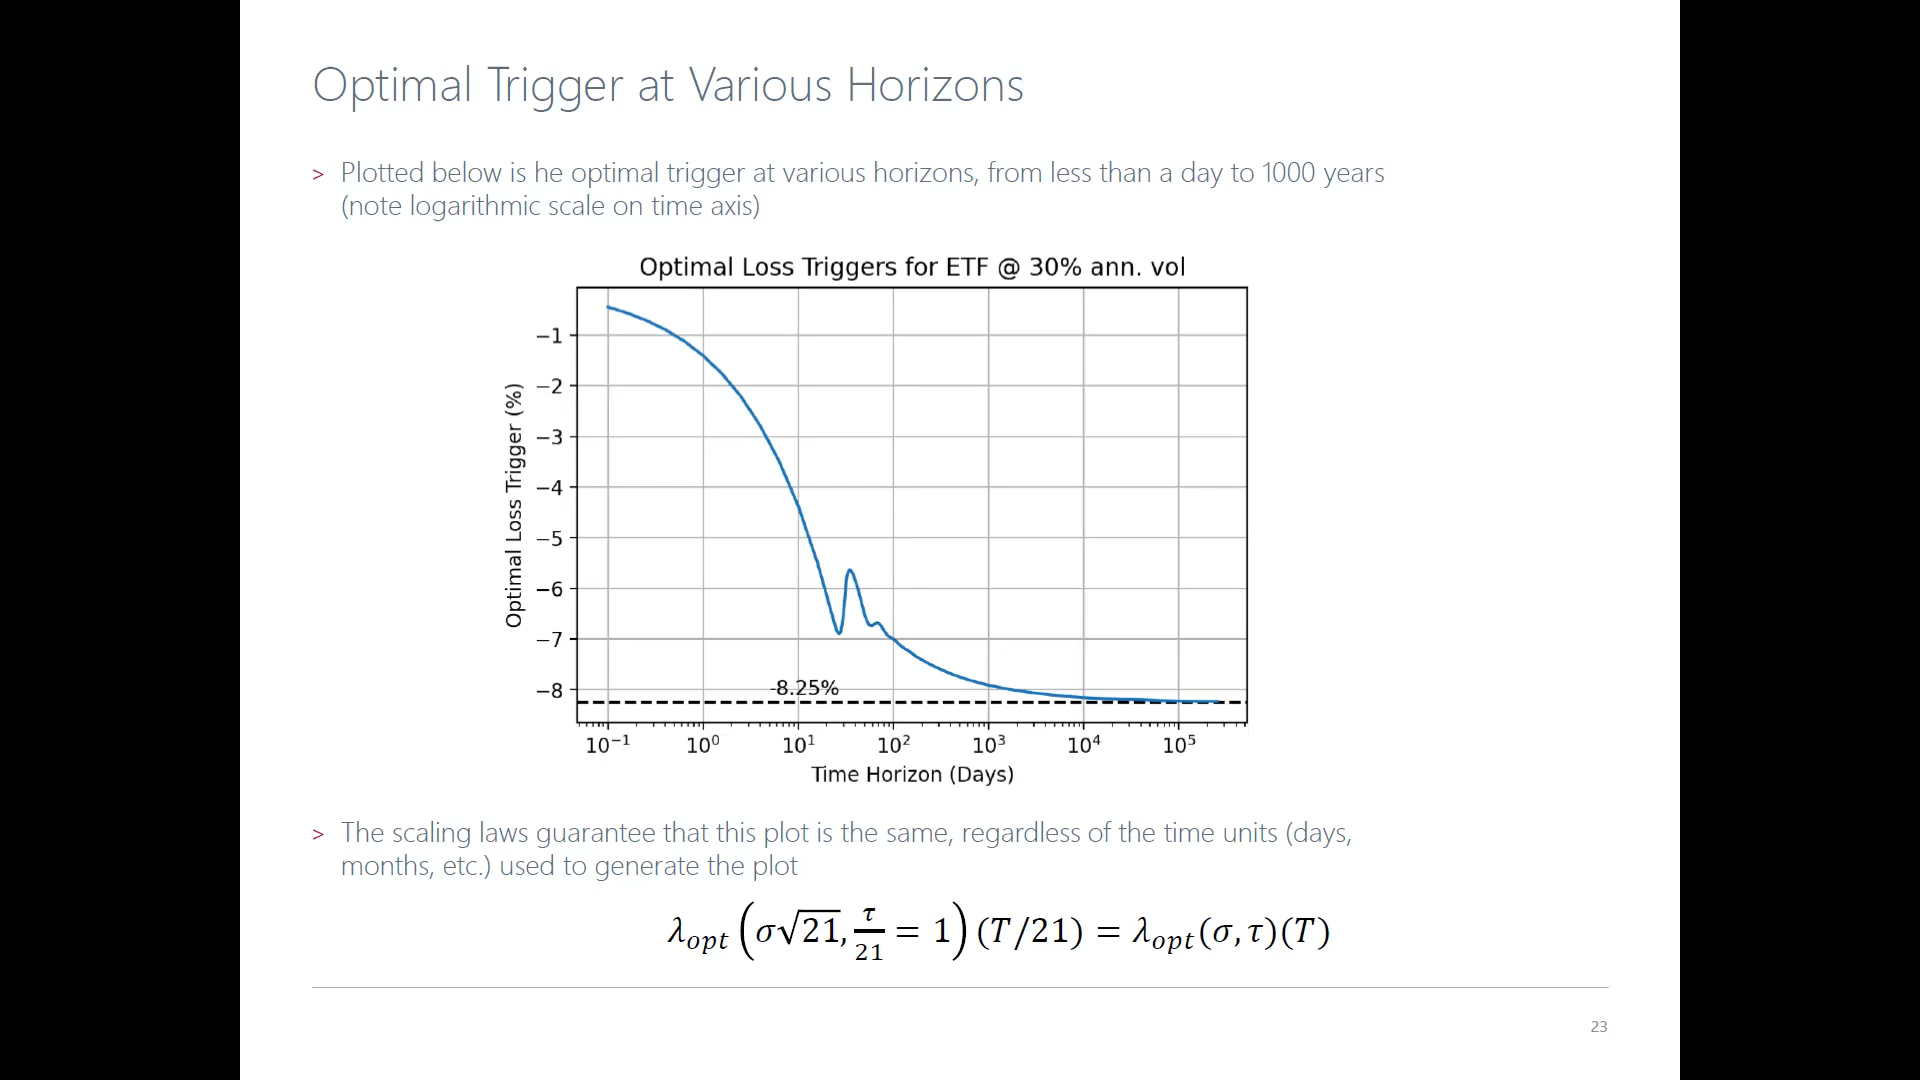 Optimal Trigger at Various Horizons
> Plotted below is he optimal trigger at various horizons, from less than a day to 1000 years
(note logarithmic scale on time axis)
Optimal Loss Triggers for ETF @ 30% ann. vol
Optimal Loss Trigger (%)
−1
−2
−3
−4
−5
−6
−7
−8
-8.25%
10⁻¹ 10⁰ 10¹ 10² 10³ 10⁴ 10⁵
Time Horizon (Days)
> The scaling laws guarantee that this plot is the same, regardless of the time units (days,
months, etc.) used to generate the plot
λ_opt (σ√21, τ/21 = 1) (T/21) = λ_opt(σ, τ)(T)
23